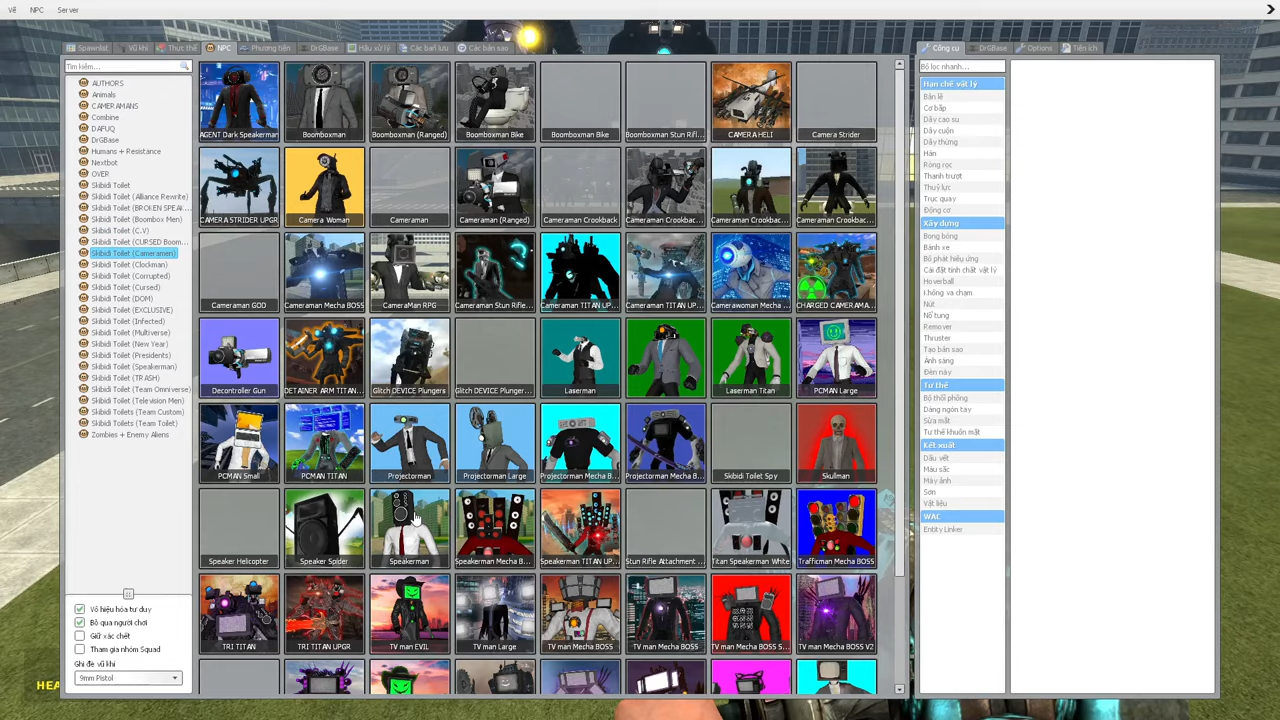 Vẽ NPC Server
Spawnlist Vũ khí Thực thể NPC Phương tiện DrGBase Hậu xử lý Các bản lưu Các bản sao
Công cụ DrGBase Options Tiện ích
Tìm kiếm...
AUTHORS
Animals
CAMERAMANS
Combine
DAFUQ
DrGBase
Humans + Resistance
Nextbot
OVER
Skibidi Toilet
Skibidi Toilet (Alliance Rewrite)
Skibidi Toilet (BROKEN SPEAK...
Skibidi Toilet (Boombox Men)
Skibidi Toilet (C.V)
Skibidi Toilet (CURSED Boom...
Skibidi Toilet (Cameramen)
Skibidi Toilet (Clockman)
Skibidi Toilet (Corrupted)
Skibidi Toilet (Cursed)
Skibidi Toilet (DOM)
Skibidi Toilet (EXCLUSIVE)
Skibidi Toilet (Infected)
Skibidi Toilet (Multiverse)
Skibidi Toilet (New Year)
Skibidi Toilet (Presidents)
Skibidi Toilet (Speakerman)
Skibidi Toilet (TRASH)
Skibidi Toilet (Team Omniverse)
Skibidi Toilet (Television Men)
Skibidi Toilets (Team Custom)
Skibidi Toilets (Team Toilet)
Zombies + Enemy Aliens
Vô hiệu hóa tư duy
Bỏ qua người chơi
Giữ xác chết
Tham gia nhóm Squad
Ghi đè vũ khí
9mm Pistol
AGENT Dark Speakerman Boomboxman Boomboxman (Ranged) Boomboxman Bike Boomboxman Bike Boomboxman Stun Rifl... CAMERA HELI Camera Strider
CAMERA STRIDER UPGR Camera Woman Cameraman Cameraman (Ranged) Cameraman Crookback Cameraman Crookbac... Cameraman Crookbac... Cameraman Crookbac...
Cameraman GOD Cameraman Mecha BOSS CameraMan RPG Cameraman Stun Rifle... Cameraman TITAN UP... Cameraman TITAN UP... Camerawoman Mecha ... CHARGED CAMERAMA...
Decontroller Gun DETAINER ARM TITAN... Glitch DEVICE Plungers Glitch DEVICE Plunger... Laserman Laserman Titan PCMAN Large
PCMAN Small PCMAN TITAN Projectorman Projectorman Large Projectorman Mecha B... Projectorman Mecha B... Skibidi Toilet Spy Skullman
Speaker Helicopter Speaker Spider Speakerman Speakerman Mecha B... Speakerman TITAN UP... Stun Rifle Attachment ... Titan Speakerman White Trafficman Mecha BOSS
TRI TITAN TRI TITAN UPGR TV man EVIL TV man Large TV man Mecha BOSS TV man Mecha BOSS TV man Mecha BOSS S... TV man Mecha BOSS V2
Bộ lọc nhanh...
Hạn chế vật lý
Bản lề
Cơ bắp
Dây cao su
Dây cuộn
Dây thừng
Hàn
Ròng rọc
Thanh trượt
Thuỷ lực
Trục quay
Động cơ
Xây dựng
Bong bóng
Bánh xe
Bộ phát hiệu ứng
Cài đặt tính chất vật lý
Hoverball
Không va chạm
Nút
Nổ tung
Remover
Thruster
Tạo bản sao
Ánh sáng
Đèn này
Tư thế
Bộ thổi phồng
Dáng ngón tay
Sửa mắt
Tư thế khuôn mặt
Kết xuất
Dấu vết
Màu sắc
Máy ảnh
Sơn
Vật liệu
WAC
Entity Linker
HEA